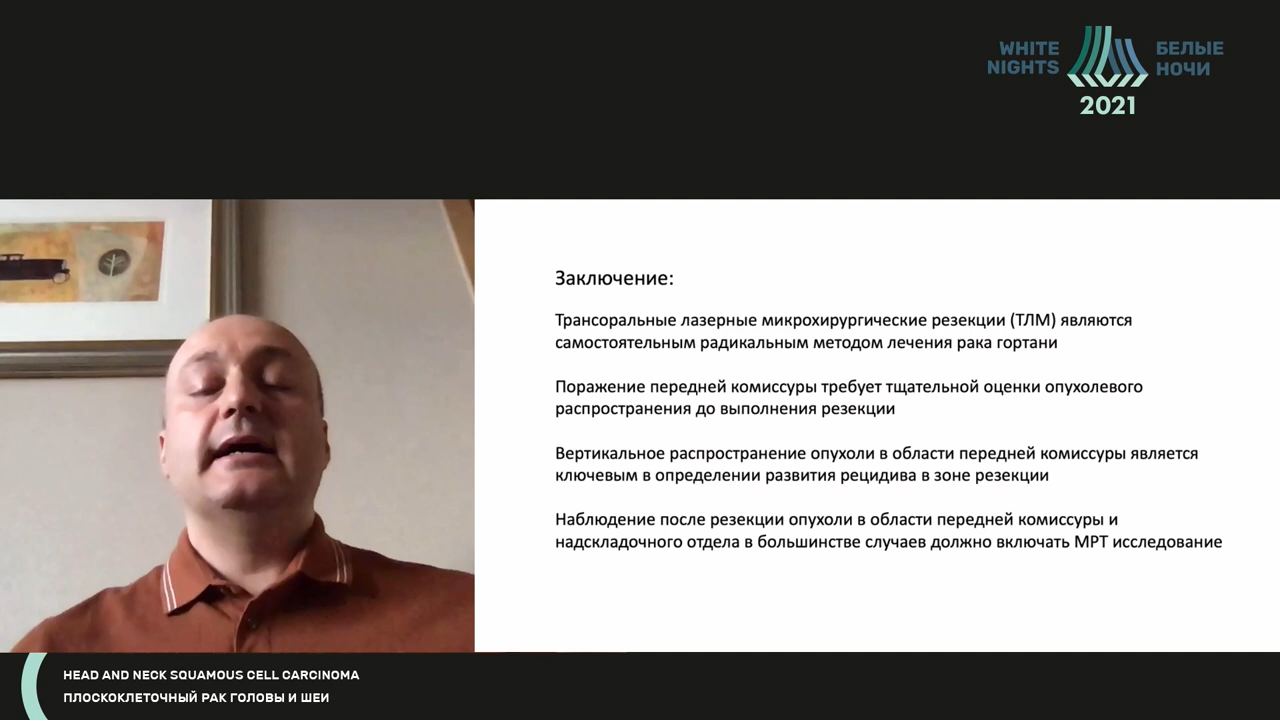 WHITE
NIGHTS
БЕЛЫЕ
НОЧИ
2021
Заключение:
Трансоральные лазерные микрохирургические резекции (ТЛМ) являются
самостоятельным радикальным методом лечения рака гортани
Поражение передней комиссуры требует тщательной оценки опухолевого
распространения до выполнения резекции
Вертикальное распространение опухоли в области передней комиссуры является
ключевым в определении развития рецидива в зоне резекции
Наблюдение после резекции опухоли в области передней комиссуры и
надскладочного отдела в большинстве случаев должно включать МРТ исследование
HEAD AND NECK SQUAMOUS CELL CARCINOMA
ПЛОСКОКЛЕТОЧНЫЙ РАК ГОЛОВЫ И ШЕИ